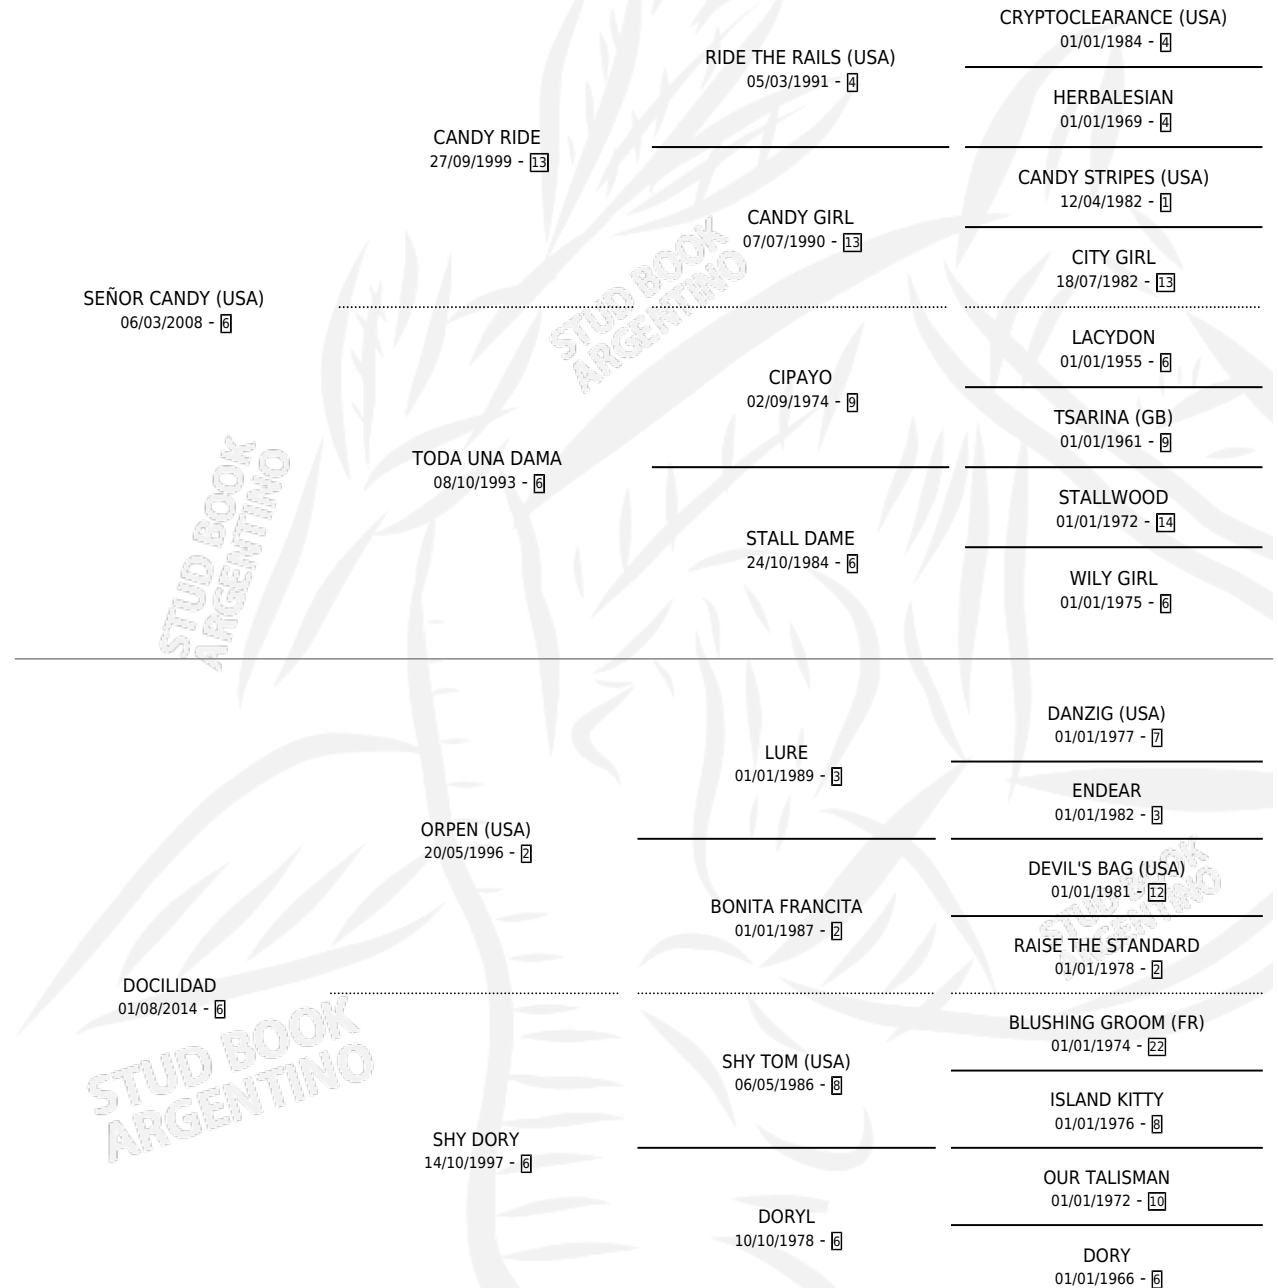 CRYPTOCLEARANCE (USA)
01/01/1984 - 4
RIDE THE RAILS (USA)
05/03/1991 - 4
HERBALESIAN
01/01/1969 - 4
CANDY RIDE
27/09/1999 - 13
CANDY STRIPES (USA)
12/04/1982 - 1
CANDY GIRL
07/07/1990 - 13
CITY GIRL
18/07/1982 - 13
SEÑOR CANDY (USA)
06/03/2008 - 6
STUD BOOK
ARGENTINO
LACYDON
01/01/1955 - 6
CIPAYO
02/09/1974 - 9
TSARINA (GB)
01/01/1961 - 9
TODA UNA DAMA
08/10/1993 - 6
STALLWOOD
01/01/1972 - 14
STALL DAME
24/10/1984 - 6
WILY GIRL
01/01/1975 - 6
STUD BOOK
ARGENTINO
DANZIG (USA)
01/01/1977 - 7
LURE
01/01/1989 - 3
ENDEAR
01/01/1982 - 3
ORPEN (USA)
20/05/1996 - 2
DEVIL'S BAG (USA)
01/01/1981 - 12
STUD BOOK
ARGENTINO
BONITA FRANCITA
01/01/1987 - 2
RAISE THE STANDARD
01/01/1978 - 2
DOCILIDAD
01/08/2014 - 6
STUD BOOK
ARGENTINO
BLUSHING GROOM (FR)
01/01/1974 - 22
SHY TOM (USA)
06/05/1986 - 8
ISLAND KITTY
01/01/1976 - 8
SHY DORY
14/10/1997 - 6
OUR TALISMAN
01/01/1972 - 10
DORYL
10/10/1978 - 6
DORY
01/01/1966 - 6